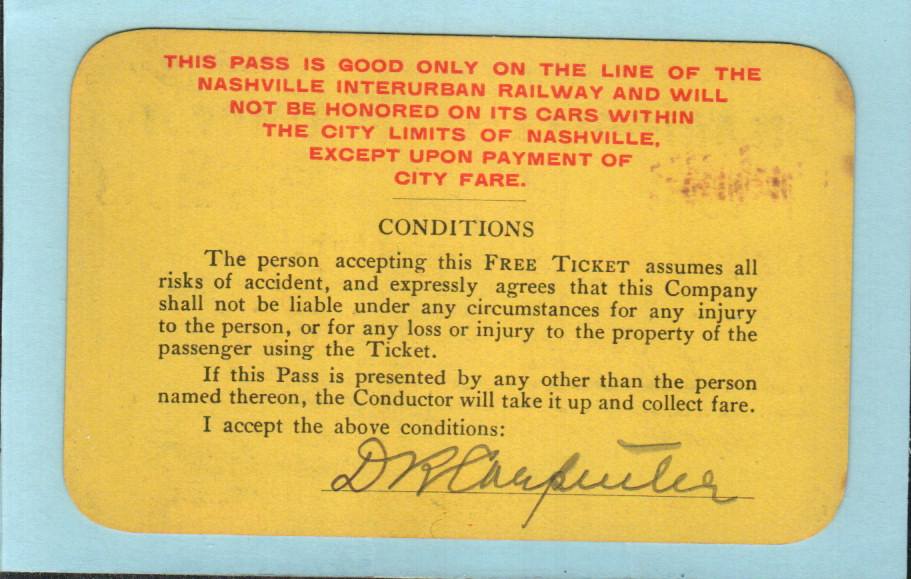 THIS PASS IS GOOD ONLY ON THE LINE OF THE
NASHVILLE INTERURBAN RAILWAY AND WILL
NOT BE HONORED ON ITS CARS WITHIN
THE CITY LIMITS OF NASHVILLE,
EXCEPT UPON PAYMENT OF
CITY FARE.
CONDITIONS
The person accepting this FREE TICKET assumes all
risks of accident, and expressly agrees that this Company
shall not be liable under any circumstances for any injury
to the person, or for any loss or injury to the property of the
passenger using the Ticket.
If this Pass is presented by any other than the person
named thereon, the Conductor will take it up and collect fare.
I accept the above conditions:
D R Carpenter